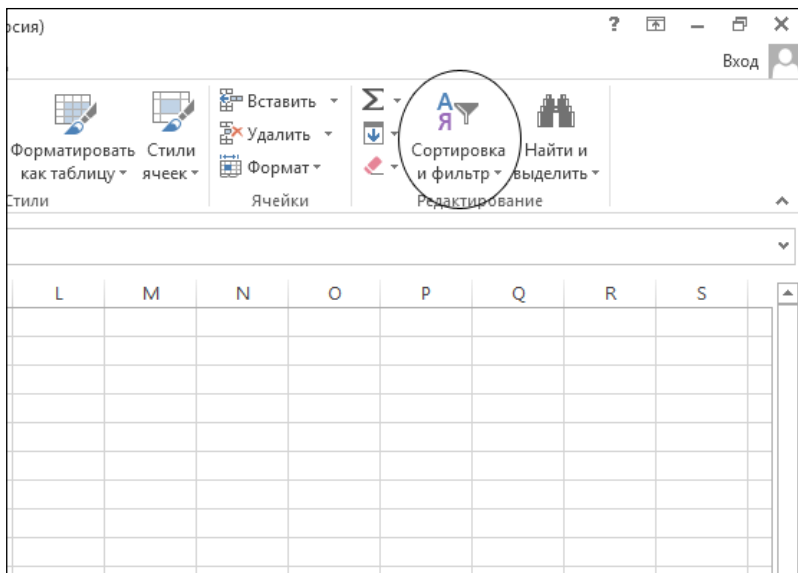 рсия)
?
Вход
Вставить
Удалить
Формат
Σ
Форматировать
как таблицу
Стили
ячеек
А
Я
Сортировка
и фильтр
Найти и
выделить
Стили
Ячейки
Редактирование
L M N O P Q R S